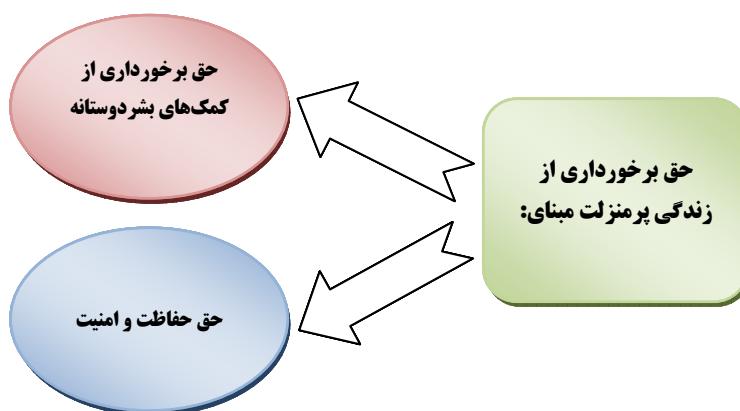 حق برخورداری از
زندگی پرمنزلت مبنای:
حق برخورداری از
کمک‌های بشردوستانه
حق حفاظت و امنیت